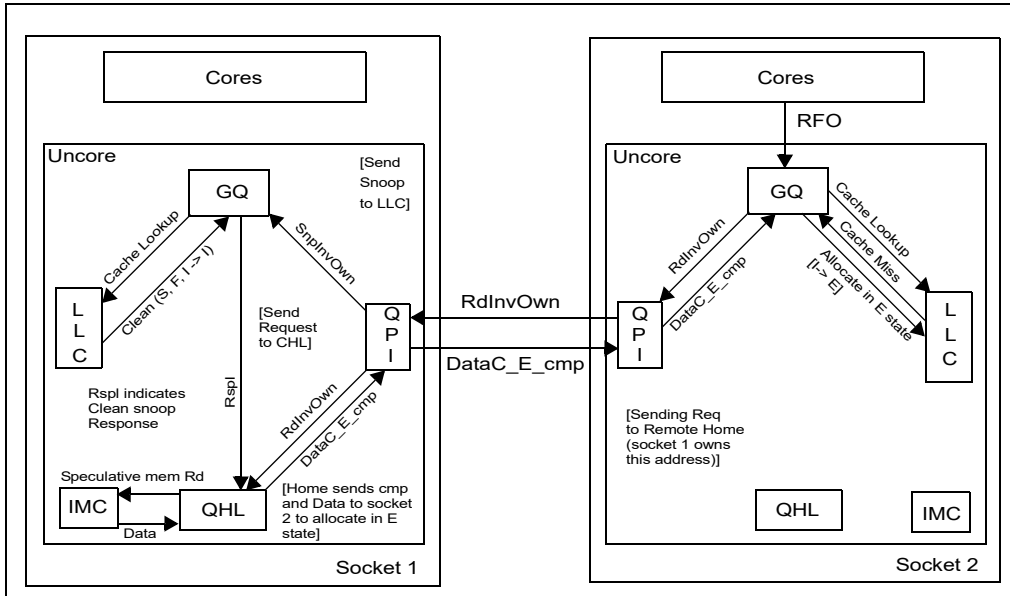 Cores
Uncore
[Send
Snoop
to LLC]
GQ
Cache Lookup
Clean (S, F, I -> I)
SnpInvOwn
L
L
C
[Send
Request
to CHL]
Q
P
I
RspI
RspI indicates
Clean snoop
Response
RdInvOwn
DataC_E_cmp
Speculative mem Rd
IMC
Data
QHL
[Home sends cmp
and Data to socket
2 to allocate in E
state]
Socket 1
RdInvOwn
DataC_E_cmp
Cores
RFO
Uncore
GQ
RdInvOwn
DataC_E_cmp
Cache Lookup
Cache Miss
Allocate in E state
[I-> E]
Q
P
I
L
L
C
[Sending Req
to Remote Home
(socket 1 owns
this address)]
QHL
IMC
Socket 2